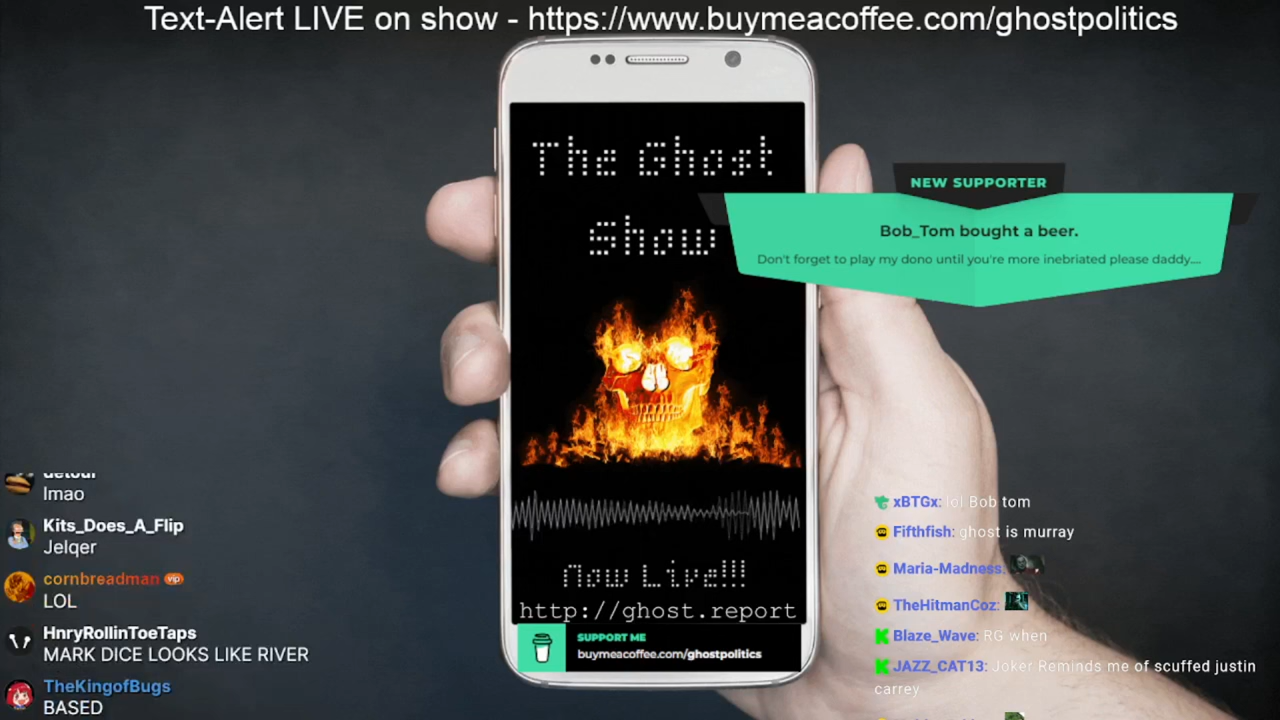 Text-Alert LIVE on show - https://www.buymeacoffee.com/ghostpolitics
The Ghost
Show
NEW SUPPORTER
Bob_Tom bought a beer.
Don't forget to play my dono until you're more inebriated please daddy....
Now Live!!!
http://ghost.report
SUPPORT ME
buymeacoffee.com/ghostpolitics
detour
lmao
Kits_Does_A_Flip
Jelqer
cornbreadman vip
LOL
HnryRollinToeTaps
MARK DICE LOOKS LIKE RIVER
TheKingofBugs
BASED
xBTGx: lol Bob tom
Fifthfish: ghost is murray
Maria-Madness:
TheHitmanCoz:
Blaze_Wave: RG when
JAZZ_CAT13: Joker Reminds me of scuffed justin
carrey